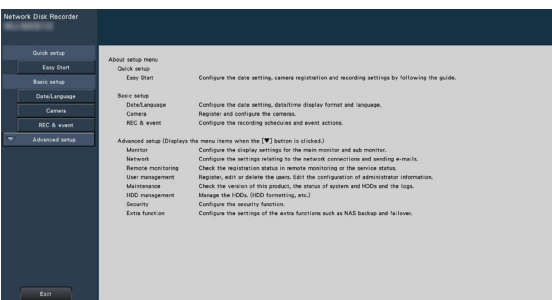 Network Disk Recorder
Quick setup
Easy Start
Basic setup
Date/Language
Camera
REC & event
Advanced setup
Exit
About setup menu
Quick setup
Easy Start Configure the date setting, camera registration and recording settings by following the guide.
Basic setup
Date/Language Configure the date setting, date/time display format and language.
Camera Register and configure the cameras.
REC & event Configure the recording schedules and event actions.
Advanced setup (Displays the menu items when the [▼] button is clicked.)
Monitor Configure the display settings for the main monitor and sub monitor.
Network Configure the settings relating to the network connections and sending e-mails.
Remote monitoring Check the registration status in remote monitoring or the service status.
User management Register, edit or delete the users. Edit the configuration of administrator information.
Maintenance Check the version of this product, the status of system and HDDs and the logs.
HDD management Manage the HDDs. (HDD formatting, etc.)
Security Configure the security function.
Extra function Configure the settings of the extra functions such as NAS backup and failover.